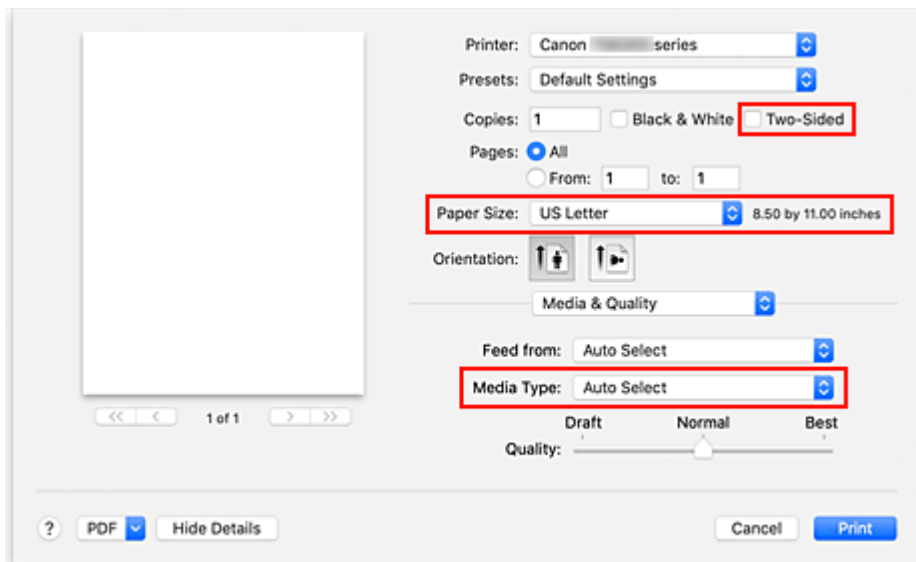 Printer: Canon series
Presets: Default Settings
Copies: 1 Black & White Two-Sided
Pages: All
From: 1 to: 1
Paper Size: US Letter 8.50 by 11.00 inches
Orientation:
Media & Quality
Feed from: Auto Select
Media Type: Auto Select
<< < 1 of 1 > >>
Draft Normal Best
Quality:
? PDF Hide Details Cancel Print